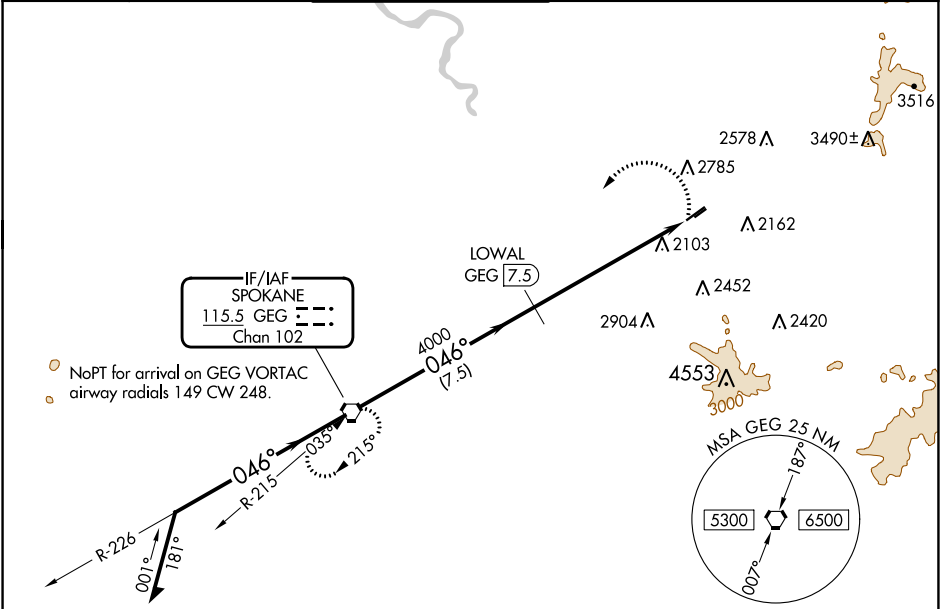 3516
2578
3490±
2785
2162
2103
LOWAL
GEG 7.5
IF/IAF
SPOKANE
115.5 GEG
Chan 102
2452
2904
2420
4000
046°
(7.5)
NoPT for arrival on GEG VORTAC
airway radials 149 CW 248.
4553
3000
035°
215°
046°
R-215
MSA GEG 25 NM
187°
5300
6500
007°
R-226
001°
181°